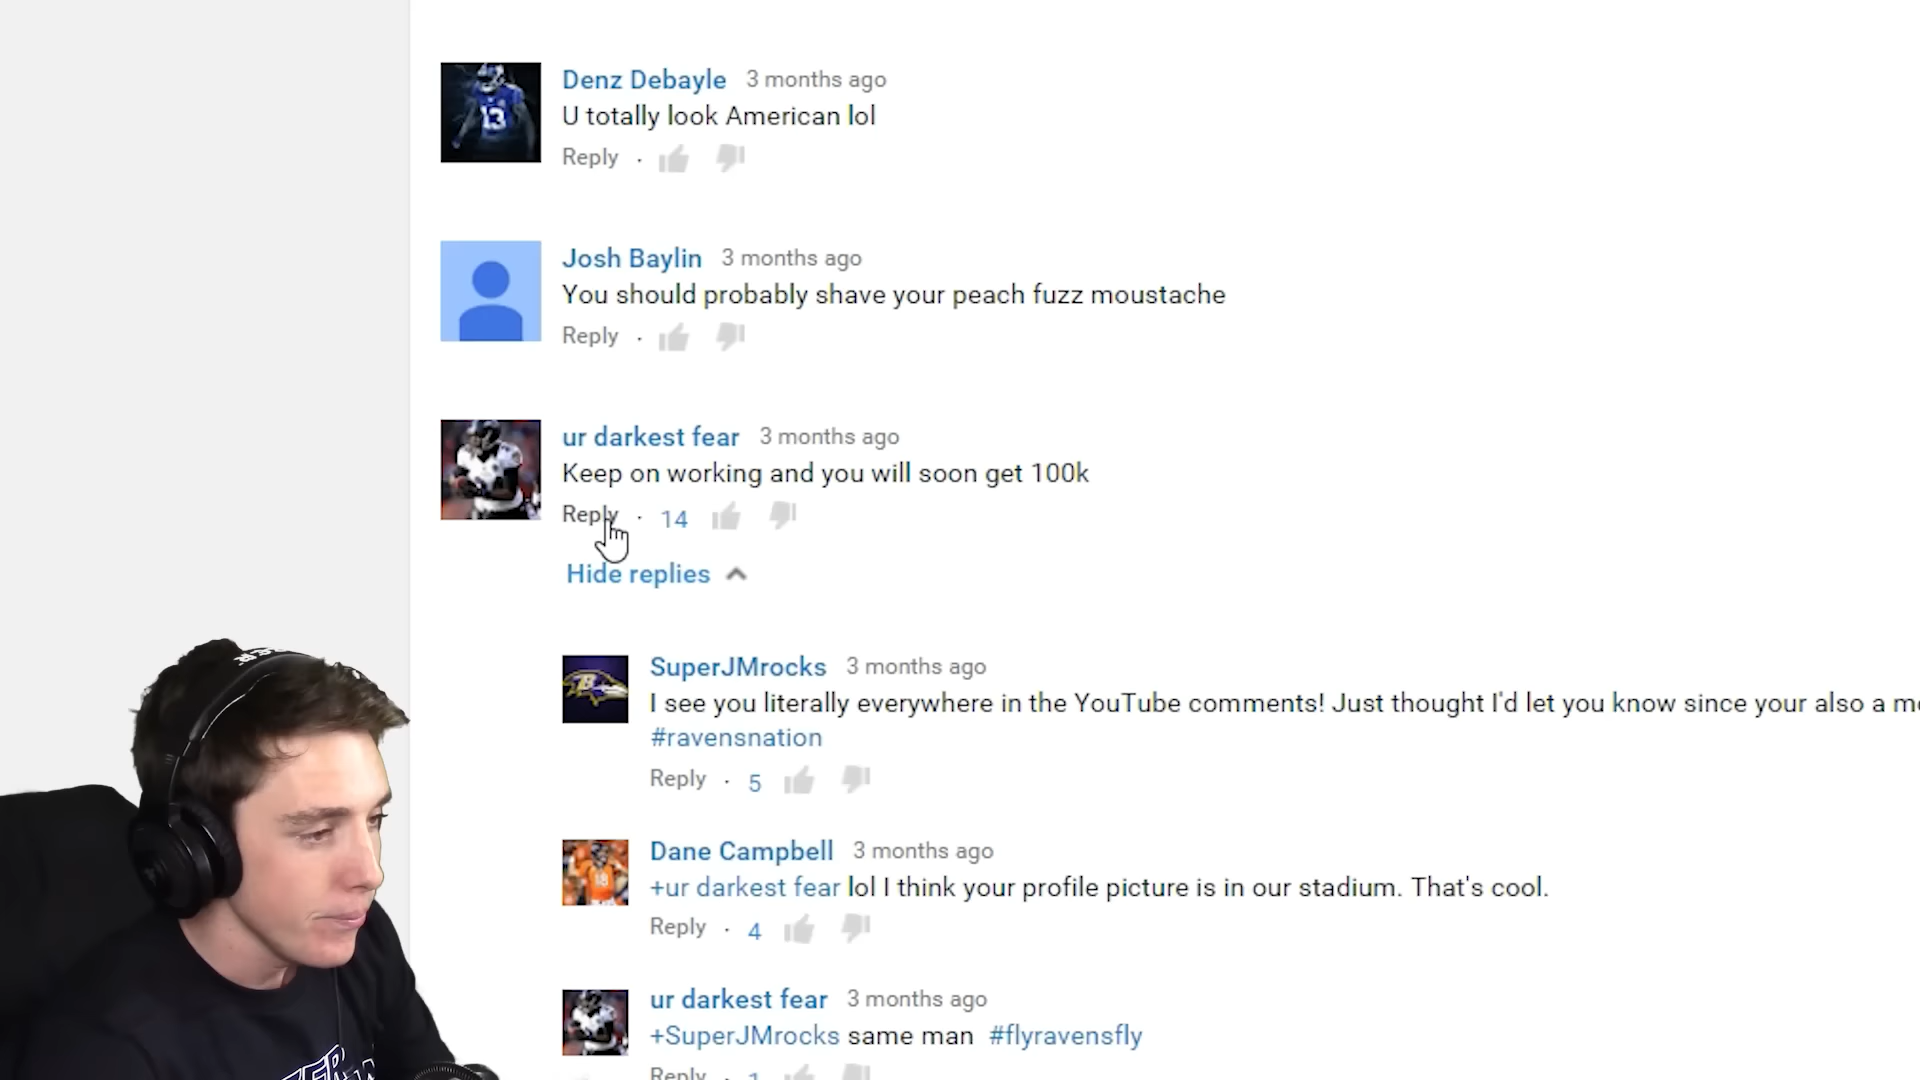 Denz Debayle 3 months ago
U totally look American lol
Reply ·
Josh Baylin 3 months ago
You should probably shave your peach fuzz moustache
Reply ·
ur darkest fear 3 months ago
Keep on working and you will soon get 100k
Reply · 14
Hide replies
SuperJMrocks 3 months ago
I see you literally everywhere in the YouTube comments! Just thought I'd let you know since your also a
#ravensnation
Reply · 5
Dane Campbell 3 months ago
+ur darkest fear lol I think your profile picture is in our stadium. That's cool.
Reply · 4
ur darkest fear 3 months ago
+SuperJMrocks same man #flyravensfly
Reply · 1
13